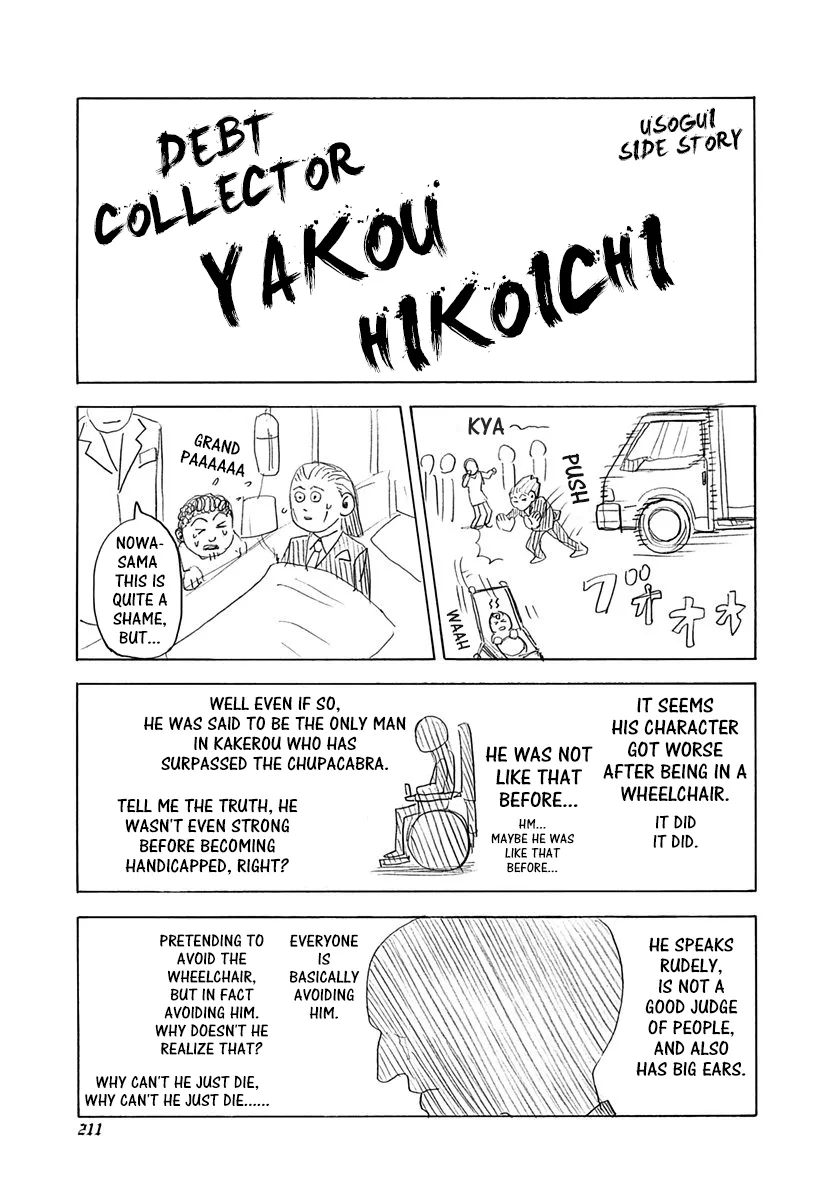 USOGUI
SIDE STORY
DEBT
COLLECTOR
YAKOU
HIKOICHI
KYA
PUSH
WAAH
ブオオオ
GRAND
PAAAAAA
NOWA-
SAMA
THIS IS
QUITE A
SHAME,
BUT...
IT SEEMS
HIS CHARACTER
GOT WORSE
AFTER BEING IN A
WHEELCHAIR.
IT DID
IT DID.
HE WAS NOT
LIKE THAT
BEFORE...
HM...
MAYBE HE WAS
LIKE THAT
BEFORE...
WELL EVEN IF SO,
HE WAS SAID TO BE THE ONLY MAN
IN KAKEROU WHO HAS
SURPASSED THE CHUPACABRA.
TELL ME THE TRUTH, HE
WASN'T EVEN STRONG
BEFORE BECOMING
HANDICAPPED, RIGHT?
HE SPEAKS
RUDELY,
IS NOT A
GOOD JUDGE
OF PEOPLE,
AND ALSO
HAS BIG EARS.
EVERYONE
IS
BASICALLY
AVOIDING
HIM.
PRETENDING TO
AVOID THE
WHEELCHAIR,
BUT IN FACT
AVOIDING HIM.
WHY DOESN'T HE
REALIZE THAT?
WHY CAN'T HE JUST DIE,
WHY CAN'T HE JUST DIE......
211